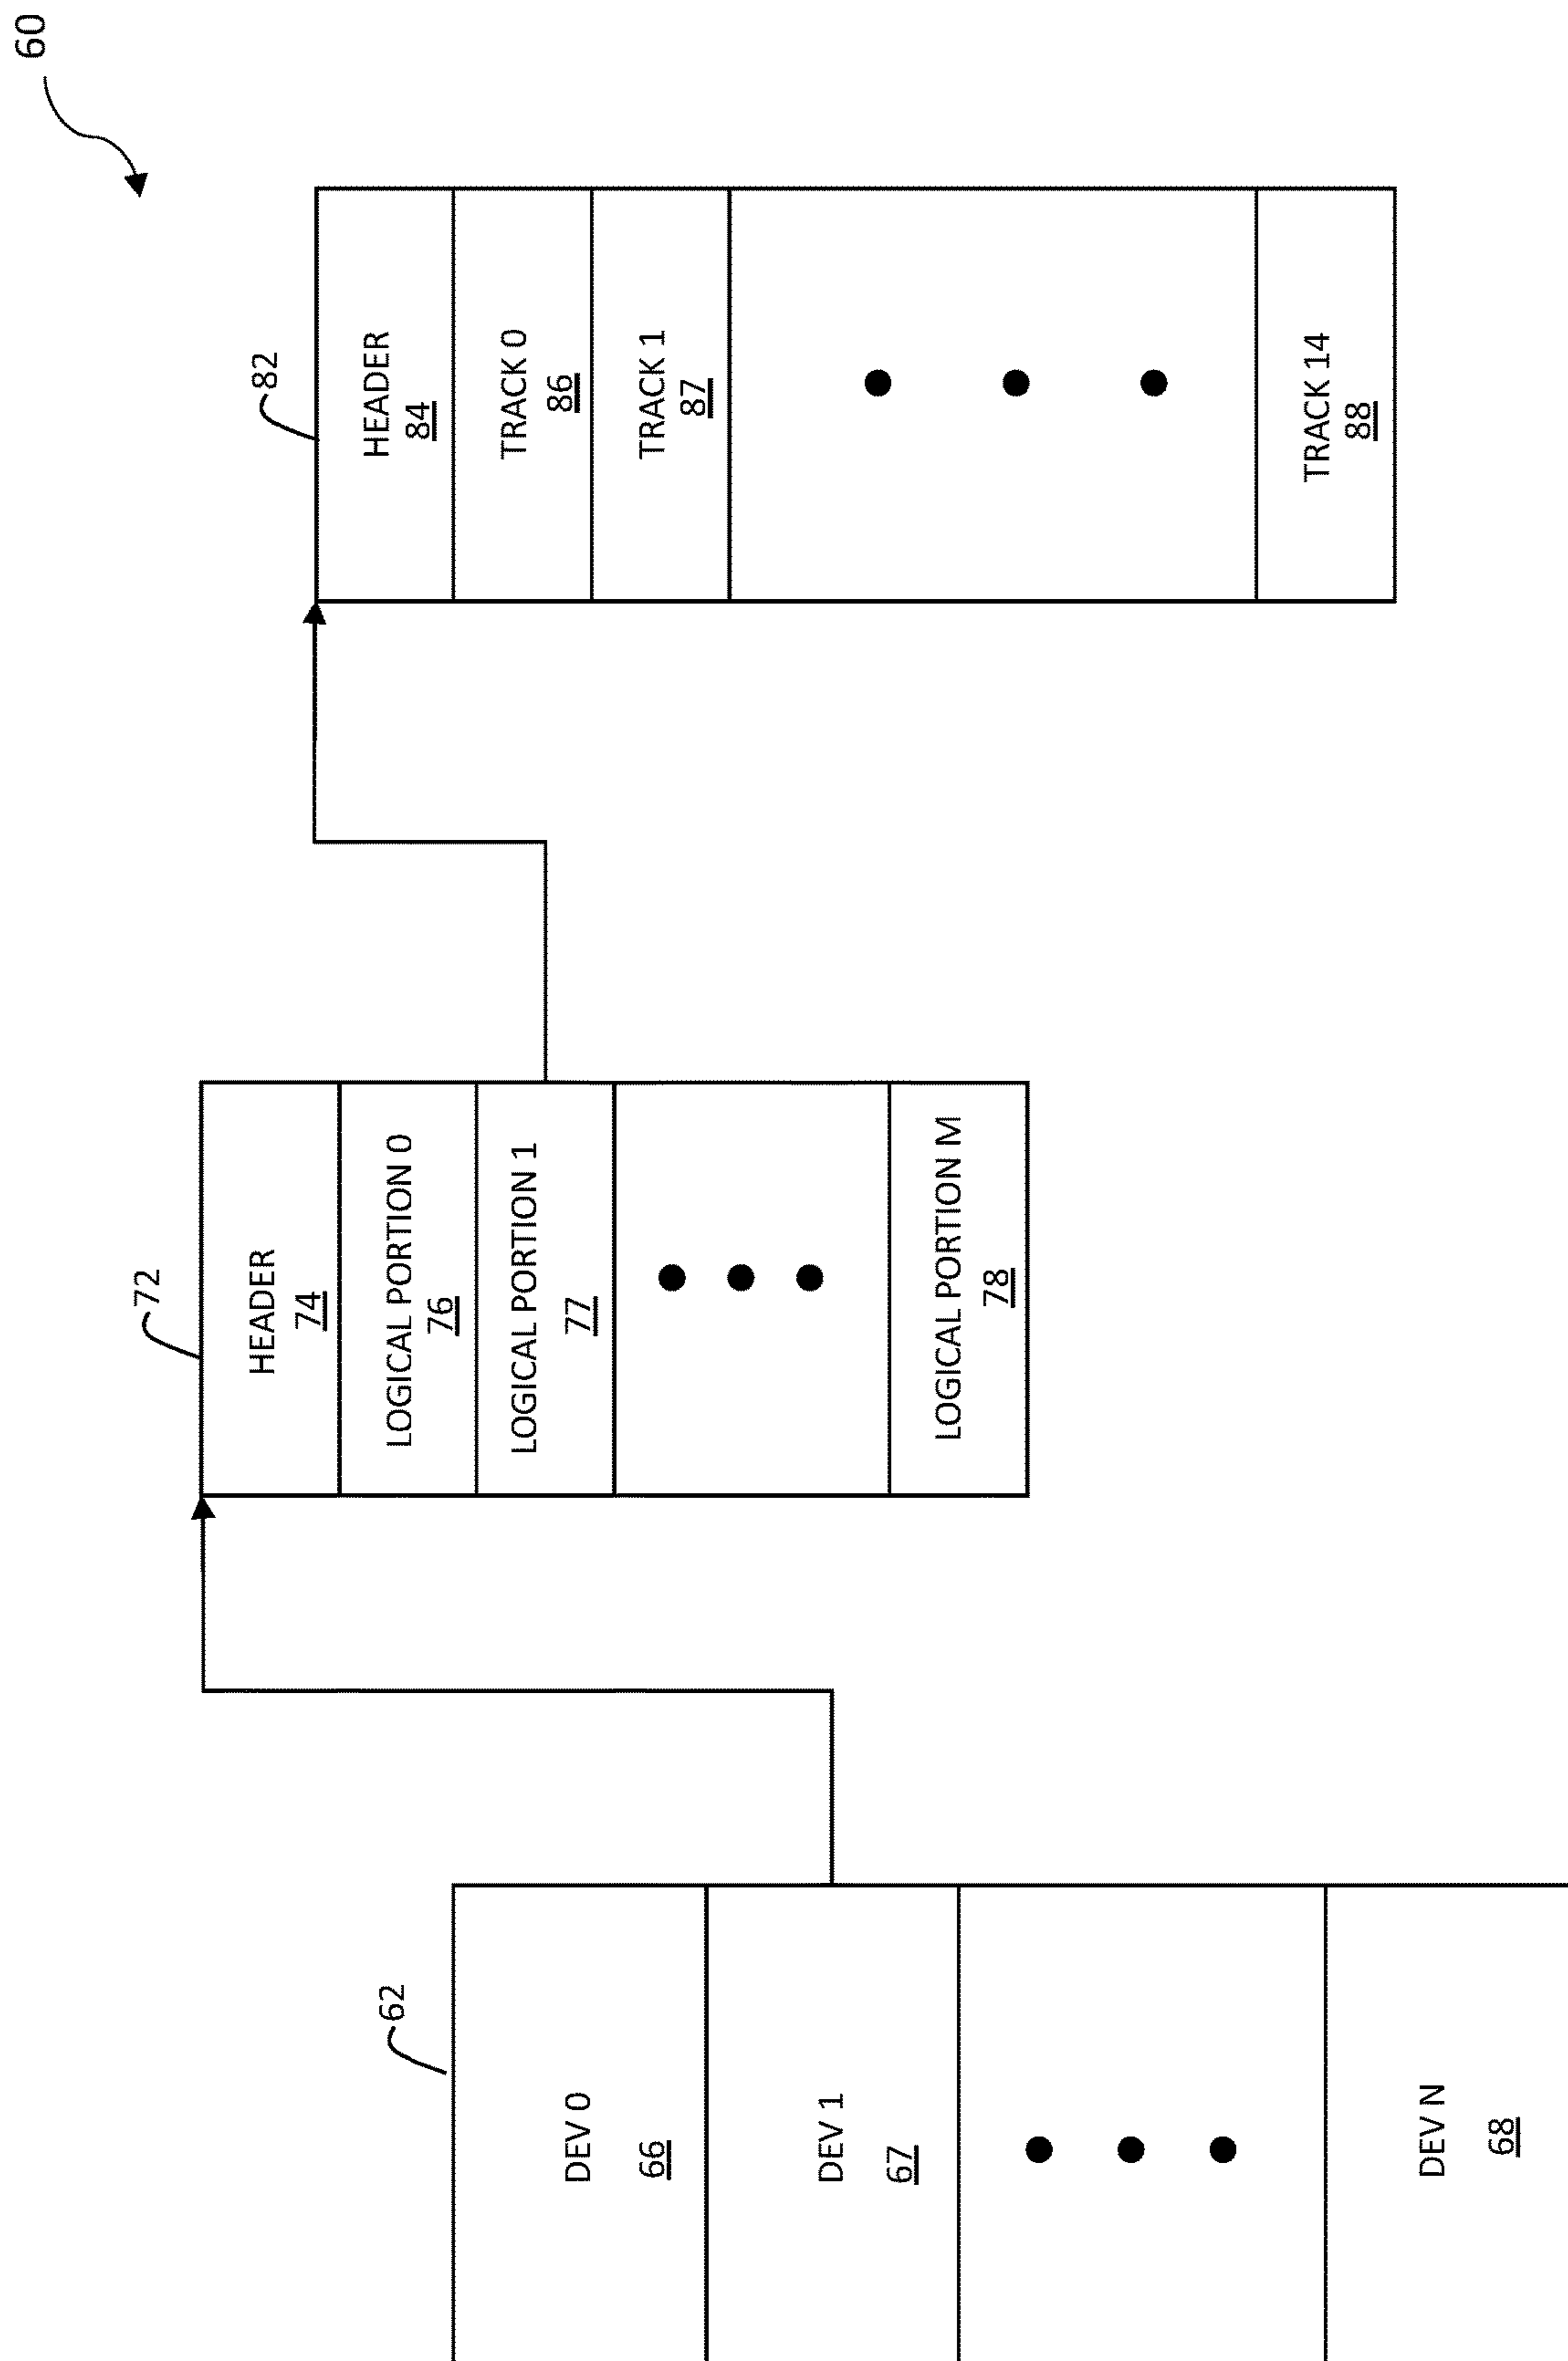 60
62
DEV 0
66
DEV 1
67
DEV N
68
72
HEADER
74
LOGICAL PORTION 0
76
LOGICAL PORTION 1
77
LOGICAL PORTION M
78
82
HEADER
84
TRACK 0
86
TRACK 1
87
TRACK 14
88